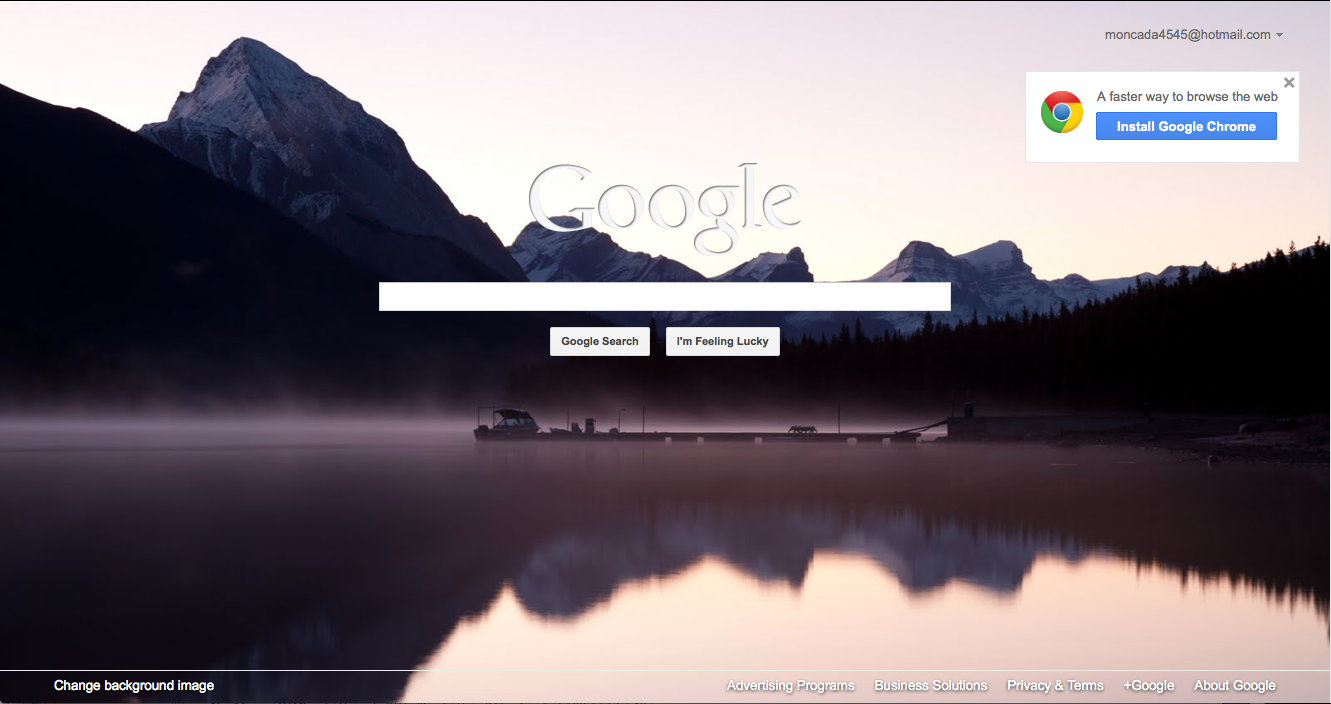 moncada4545@hotmail.com
A faster way to browse the web
Install Google Chrome
Google
Google Search
I'm Feeling Lucky
Change background image
Advertising Programs
Business Solutions
Privacy & Terms
+Google
About Google